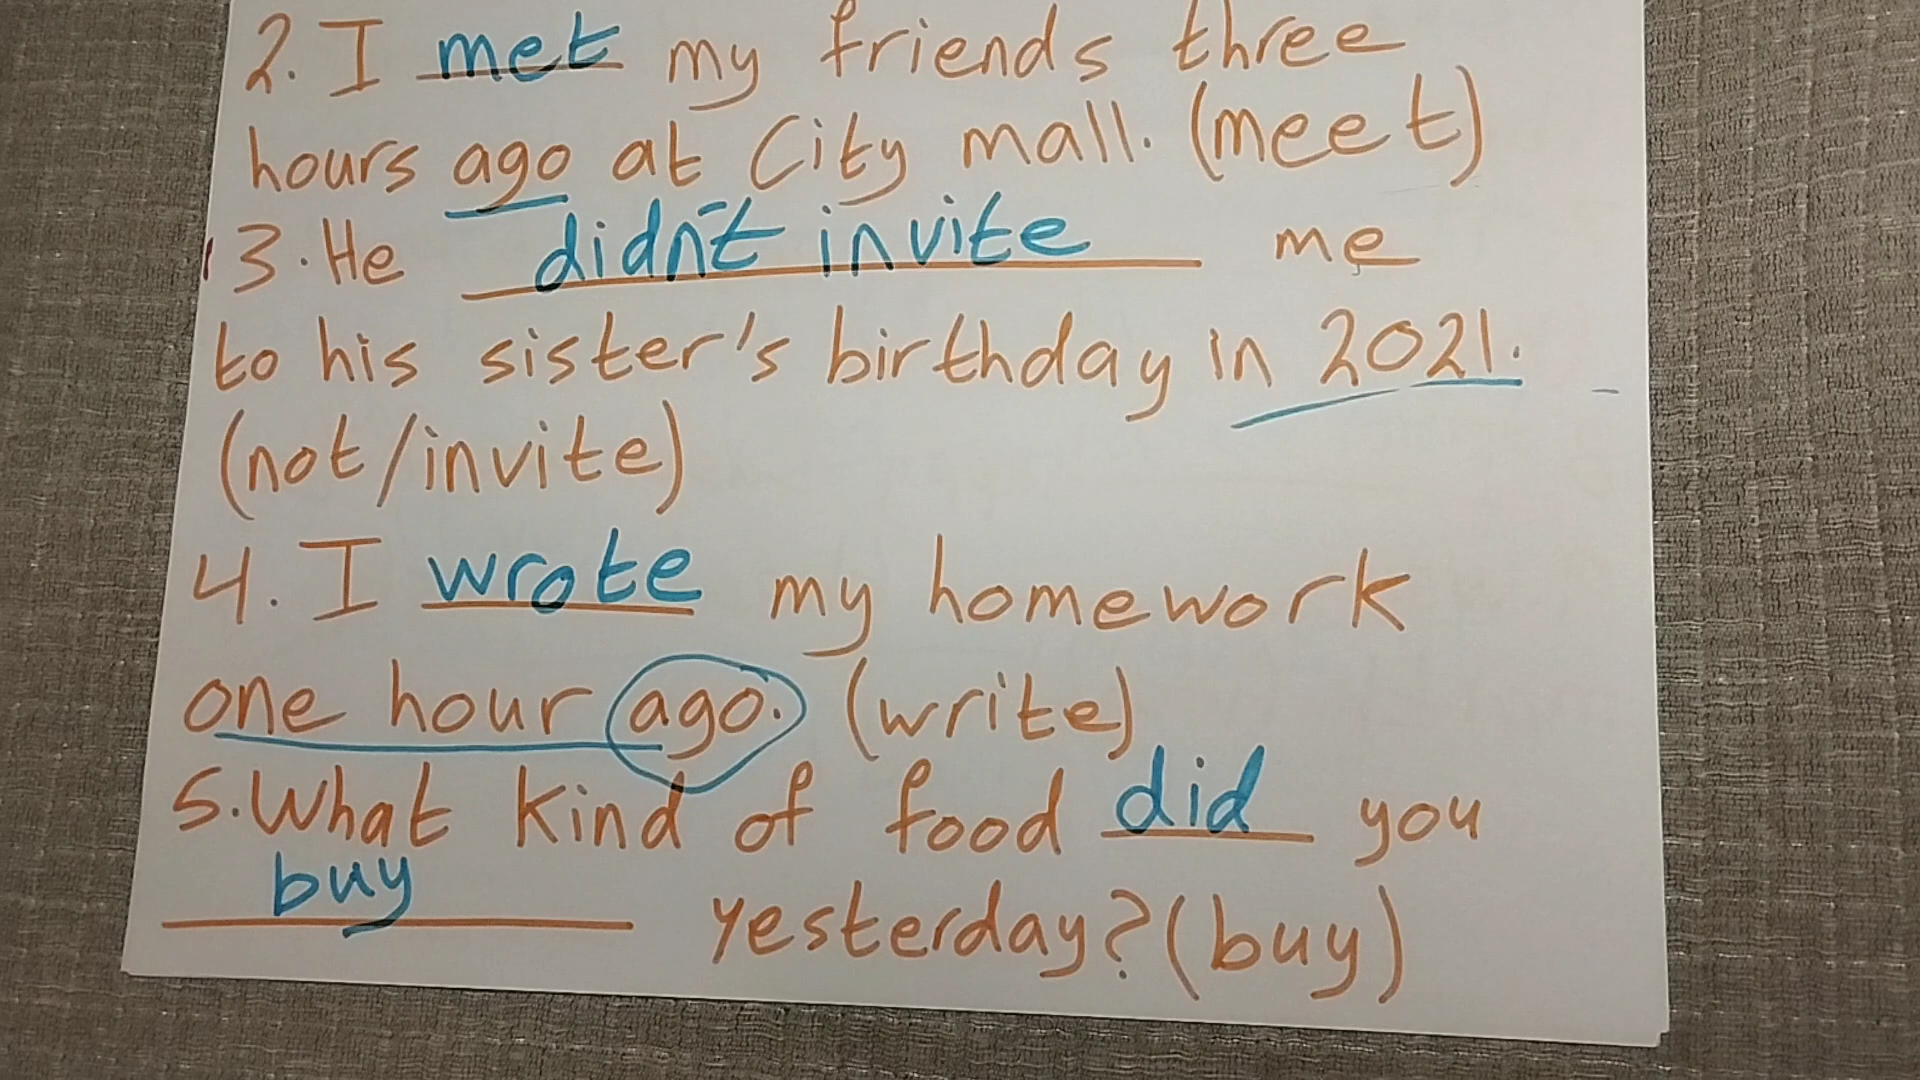 2. I met my friends three
hours ago at City mall. (meet)
3. He didn't invite me
to his sister's birthday in 2021.
(not/invite)
4. I wrote my homework
one hour ago. (write)
5. What kind of food did you
buy yesterday? (buy)